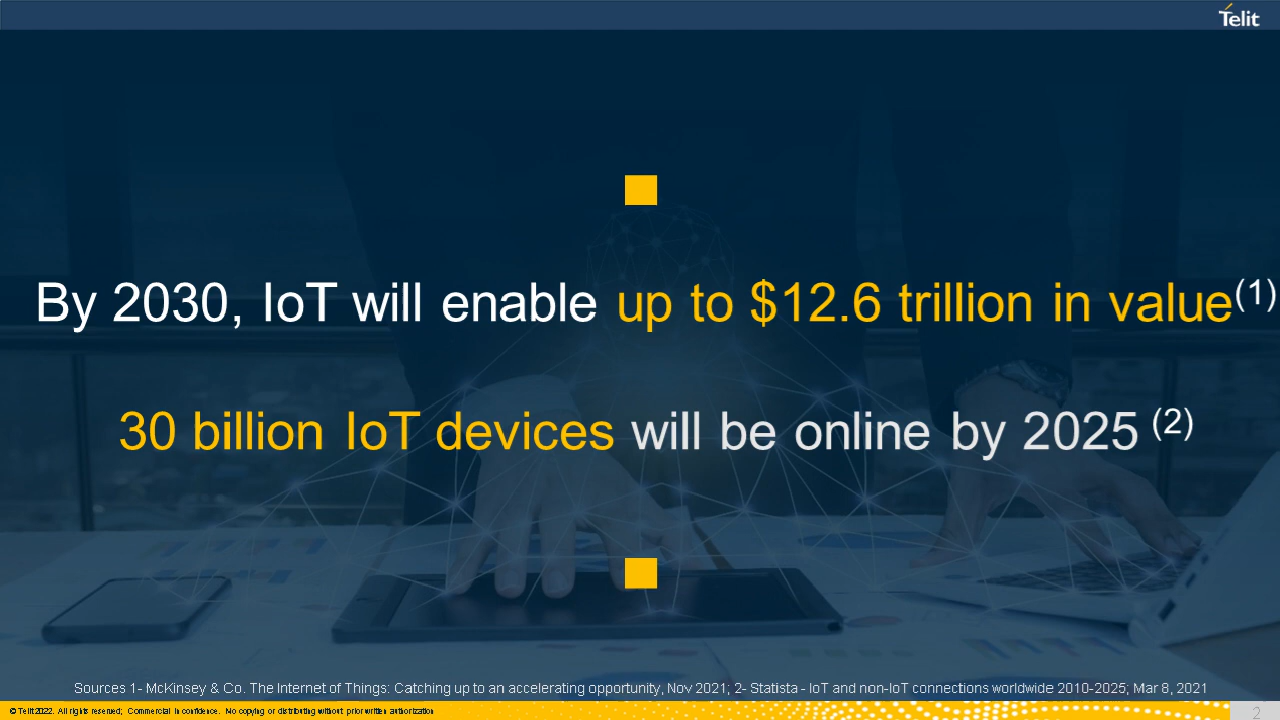 Telit
By 2030, IoT will enable up to $12.6 trillion in value(1)
30 billion IoT devices will be online by 2025 (2)
Sources 1- McKinsey & Co. The Internet of Things: Catching up to an accelerating opportunity, Nov 2021; 2- Statista - IoT and non-IoT connections worldwide 2010-2025; Mar 8, 2021
© Telit 2022. All rights reserved; Commercial in confidence. No copying or distributing without prior written authorization
2